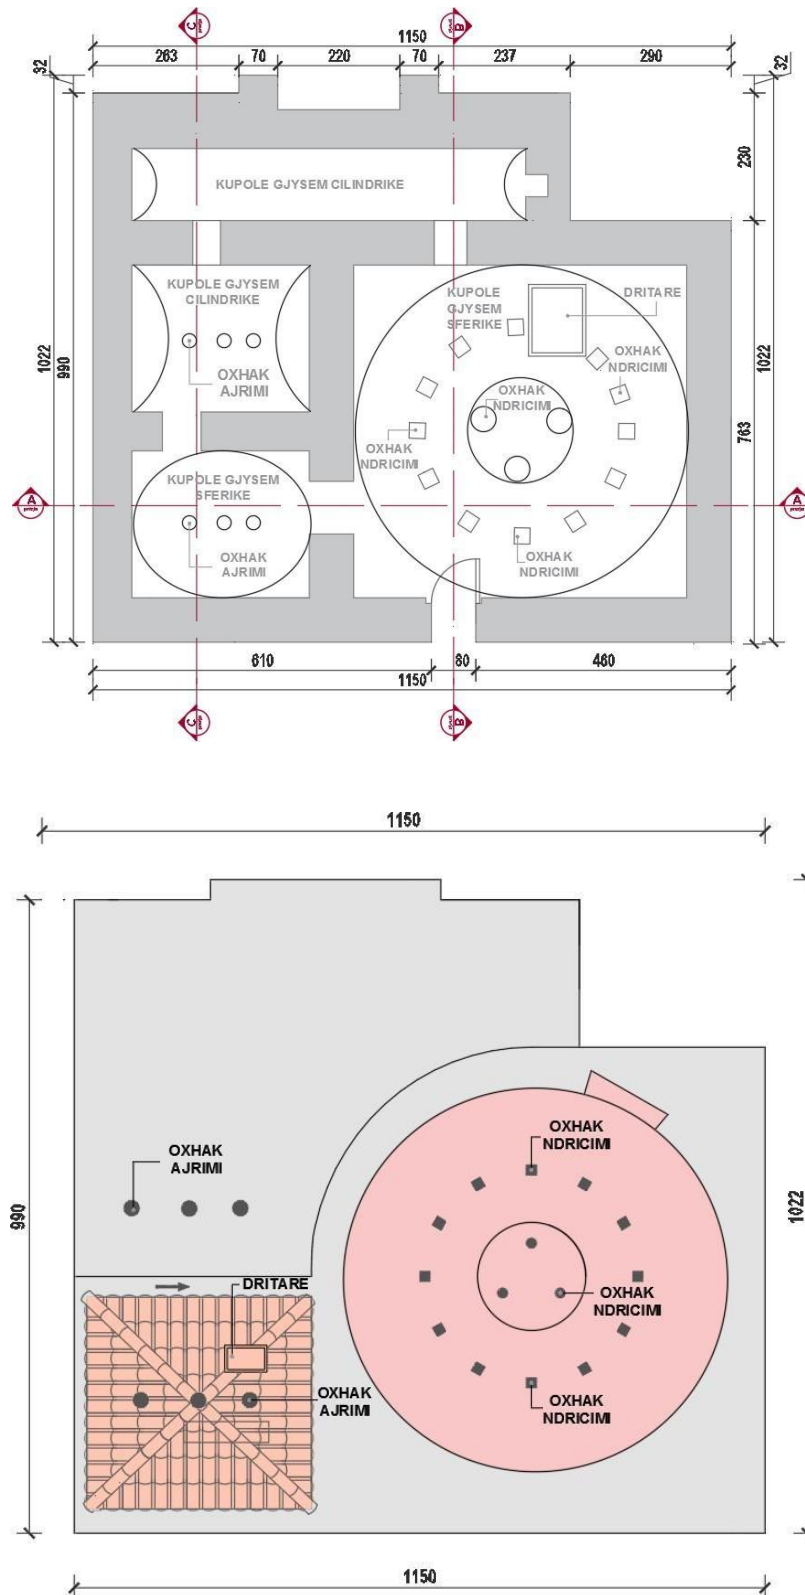 C
B
1150
263 70 220 70 237 290
32
32
230
KUPOLE GJYSEM CILINDRIKE
KUPOLE GJYSEM
CILINDRIKE
KUPOLE
GJYSEM
SFERIKE
DRITARE
OXHAK
AJRIMI
OXHAK
NDRICIMI
OXHAK
NDRICIMI
OXHAK
NDRICIMI
1022
990
1022
763
KUPOLE GJYSEM
SFERIKE
A
A
OXHAK
AJRIMI
OXHAK
NDRICIMI
610 80 460
1150
C
B
1150
OXHAK
NDRICIMI
OXHAK
AJRIMI
990
1022
DRITARE
OXHAK
NDRICIMI
OXHAK
AJRIMI
OXHAK
NDRICIMI
1150